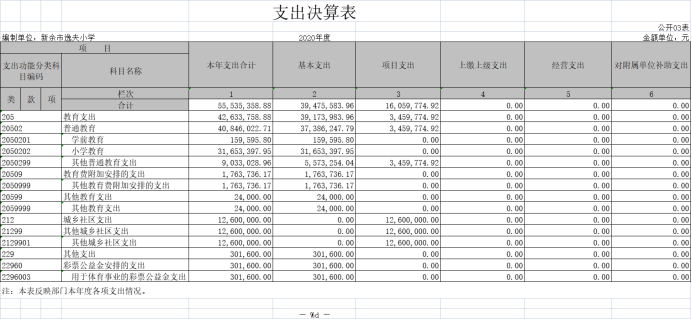 支出决算表
公开03表
编制单位：新余市逸夫小学 2020年度 金额单位：元
项 目 本年支出合计 基本支出 项目支出 上缴上级支出 经营支出 对附属单位补助支出
支出功能分类科目编码 科目名称
类 款 项 栏次 1 2 3 4 5 6
合计 55,535,358.88 39,475,583.96 16,059,774.92 0.00 0.00 0.00
205 教育支出 42,633,758.88 39,173,983.96 3,459,774.92 0.00 0.00 0.00
20502 普通教育 40,846,022.71 37,386,247.79 3,459,774.92 0.00 0.00 0.00
2050201 学前教育 159,595.80 159,595.80 0.00 0.00 0.00 0.00
2050202 小学教育 31,653,397.95 31,653,397.95 0.00 0.00 0.00 0.00
2050299 其他普通教育支出 9,033,028.96 5,573,254.04 3,459,774.92 0.00 0.00 0.00
20509 教育费附加安排的支出 1,763,736.17 1,763,736.17 0.00 0.00 0.00 0.00
2050999 其他教育费附加安排的支出 1,763,736.17 1,763,736.17 0.00 0.00 0.00 0.00
20599 其他教育支出 24,000.00 24,000.00 0.00 0.00 0.00 0.00
2059999 其他教育支出 24,000.00 24,000.00 0.00 0.00 0.00 0.00
212 城乡社区支出 12,600,000.00 0.00 12,600,000.00 0.00 0.00 0.00
21299 其他城乡社区支出 12,600,000.00 0.00 12,600,000.00 0.00 0.00 0.00
2129901 其他城乡社区支出 12,600,000.00 0.00 12,600,000.00 0.00 0.00 0.00
229 其他支出 301,600.00 301,600.00 0.00 0.00 0.00 0.00
22960 彩票公益金安排的支出 301,600.00 301,600.00 0.00 0.00 0.00 0.00
2296003 用于体育事业的彩票公益金支出 301,600.00 301,600.00 0.00 0.00 0.00 0.00
注：本表反映部门本年度各项支出情况。
— %d —